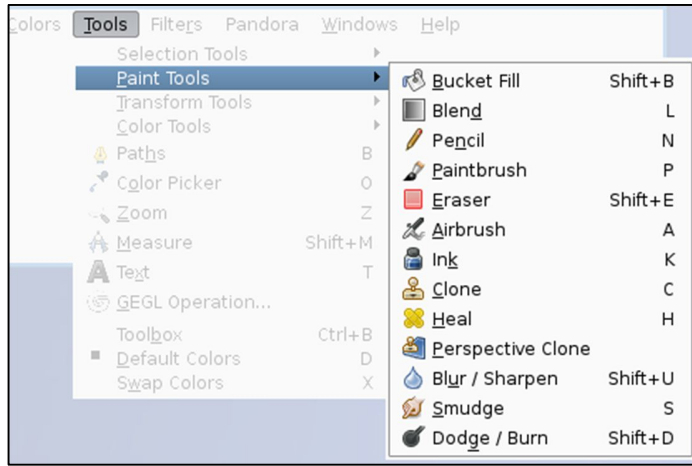 Colors Tools Filters Pandora Windows Help
Selection Tools
Paint Tools
Transform Tools
Color Tools
Paths B
Color Picker O
Zoom Z
Measure Shift+M
Text T
GEGL Operation...
Toolbox Ctrl+B
Default Colors D
Swap Colors X
Bucket Fill Shift+B
Blend L
Pencil N
Paintbrush P
Eraser Shift+E
Airbrush A
Ink K
Clone C
Heal H
Perspective Clone
Blur / Sharpen Shift+U
Smudge S
Dodge / Burn Shift+D